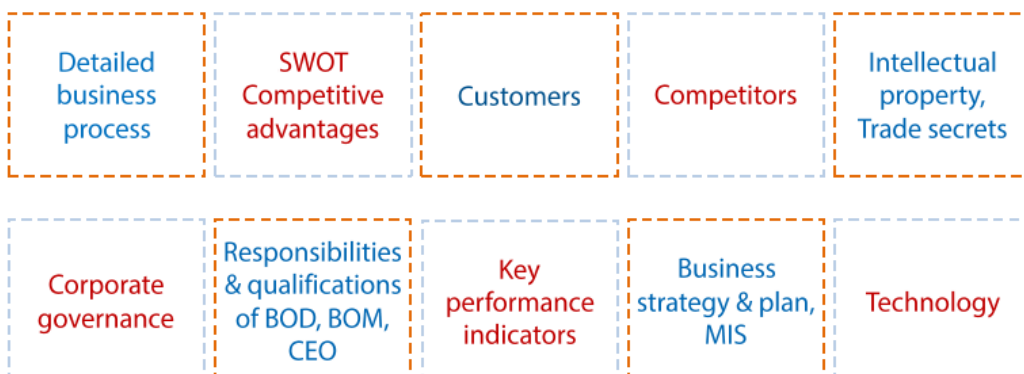 Detailed
business
process
SWOT
Competitive
advantages
Customers
Competitors
Intellectual
property,
Trade secrets
Corporate
governance
Responsibilities
& qualifications
of BOD, BOM,
CEO
Key
performance
indicators
Business
strategy & plan,
MIS
Technology